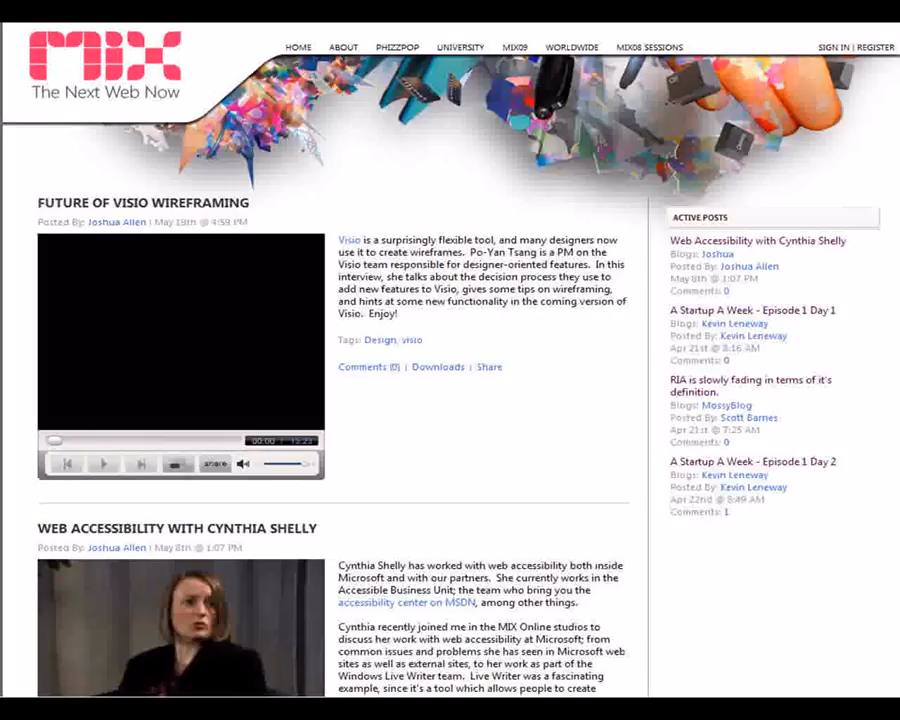 MIX
The Next Web Now
HOME ABOUT PHIZZPOP UNIVERSITY MIX09 WORLDWIDE MIX08 SESSIONS SIGN IN | REGISTER
FUTURE OF VISIO WIREFRAMING
Posted By: Joshua Allen | May 19th @ 4:59 PM
Visio is a surprisingly flexible tool, and many designers now
use it to create wireframes. Po-Yan Tsang is a PM on the
Visio team responsible for designer-oriented features. In this
interview, she talks about the decision process they use to
add new features to Visio, gives some tips on wireframing,
and hints at some new functionality in the coming version of
Visio. Enjoy!
Tags: Design, visio
Comments (0) | Downloads | Share
00:00 / 15:23
share
WEB ACCESSIBILITY WITH CYNTHIA SHELLY
Posted By: Joshua Allen | May 8th @ 1:07 PM
Cynthia Shelly has worked with web accessibility both inside
Microsoft and with our partners. She currently works in the
Accessible Business Unit; the team who bring you the
accessibility center on MSDN, among other things.
Cynthia recently joined me in the MIX Online studios to
discuss her work with web accessibility at Microsoft; from
common issues and problems she has seen in Microsoft web
sites as well as external sites, to her work as part of the
Windows Live Writer team. Live Writer was a fascinating
example, since it's a tool which allows people to create
ACTIVE POSTS
Web Accessibility with Cynthia Shelly
Blogs: Joshua
Posted By: Joshua Allen
May 8th @ 1:07 PM
Comments: 0
A Startup A Week - Episode 1 Day 1
Blogs: Kevin Leneway
Posted By: Kevin Leneway
Apr 21st @ 8:16 AM
Comments: 0
RIA is slowly fading in terms of it's
definition.
Blogs: MossyBlog
Posted By: Scott Barnes
Apr 21st @ 7:25 AM
Comments: 0
A Startup A Week - Episode 1 Day 2
Blogs: Kevin Leneway
Posted By: Kevin Leneway
Apr 22nd @ 8:49 AM
Comments: 1